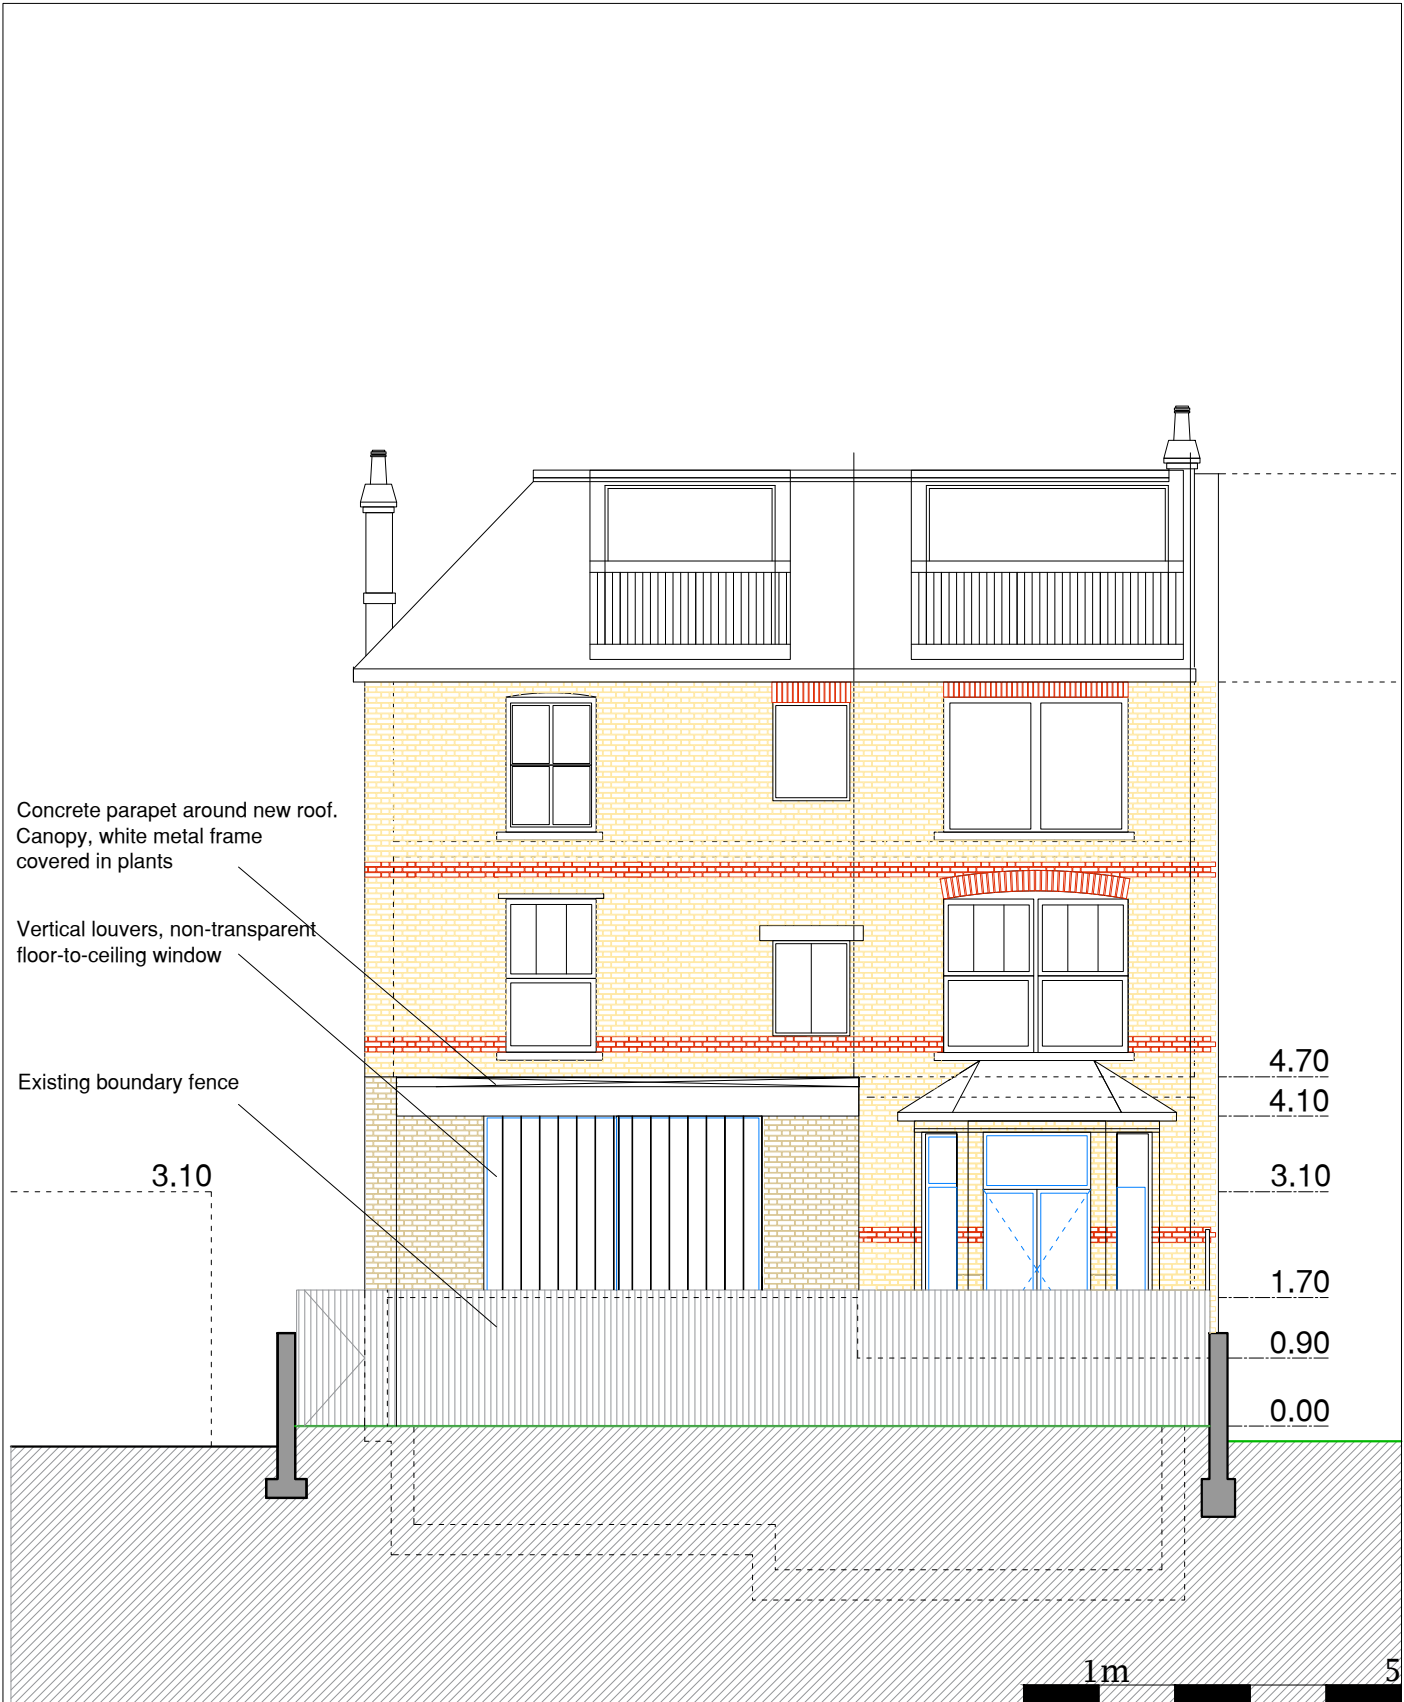 Concrete parapet around new roof.
Canopy, white metal frame
covered in plants
Vertical louvers, non-transparent
floor-to-ceiling window
Existing boundary fence
3.10
4.70
4.10
3.10
1.70
0.90
0.00
1m
5